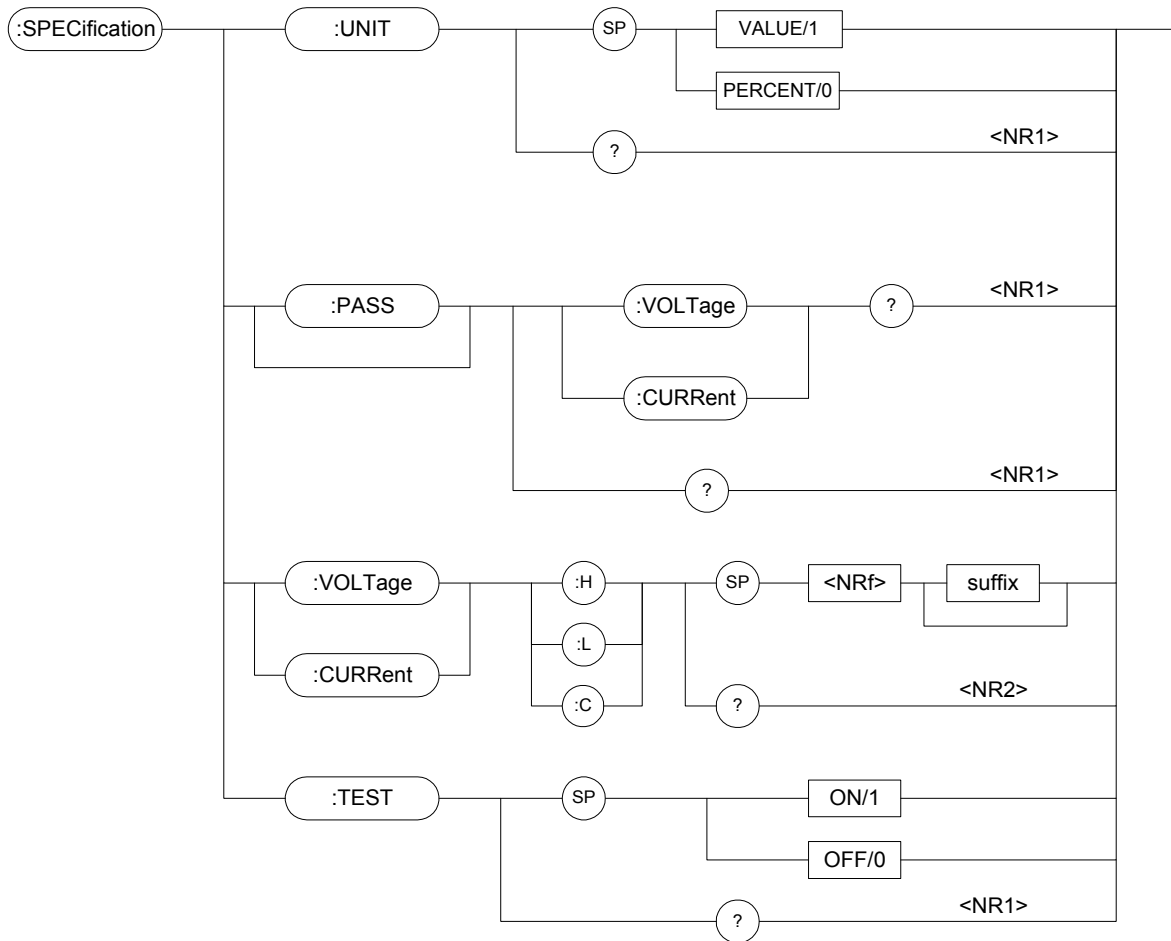 :SPECification :UNIT SP VALUE/1
PERCENT/0
? <NR1>
:PASS :VOLTage ? <NR1>
:CURRent
? <NR1>
:VOLTage :H SP <NRf> suffix
:L
:CURRent :C ? <NR2>
:TEST SP ON/1
OFF/0
? <NR1>